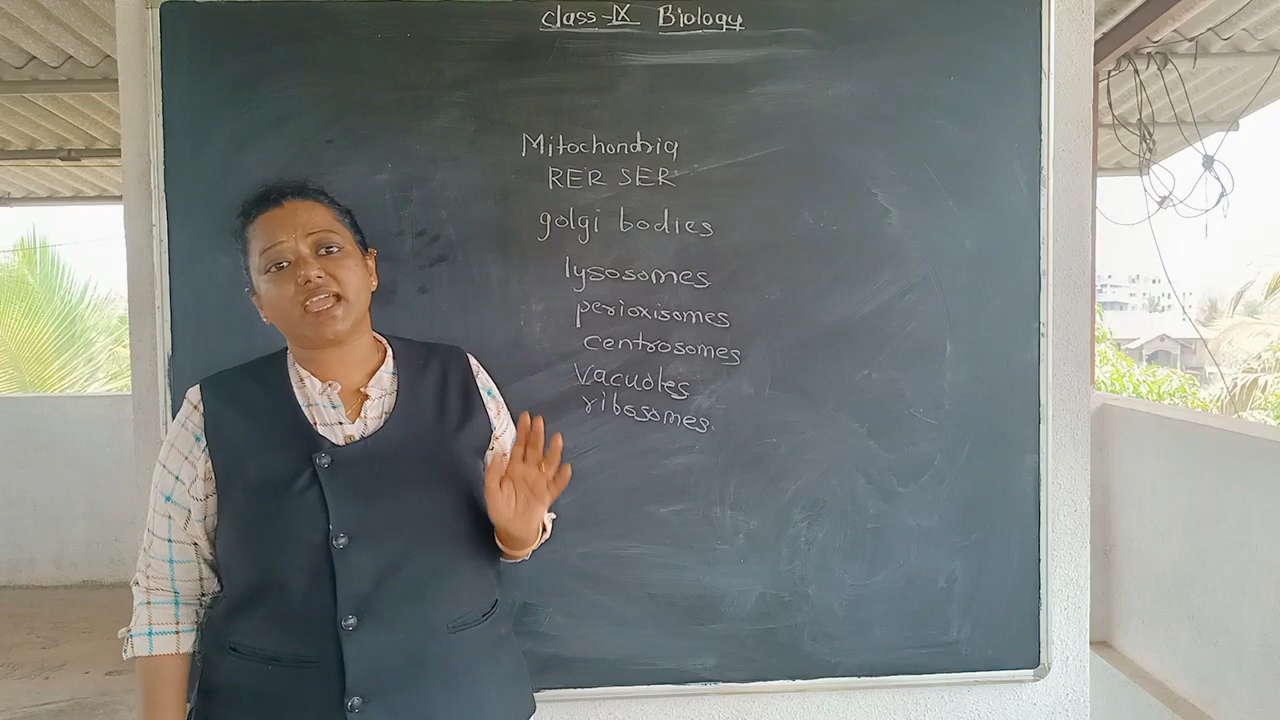 class-IX Biology
Mitochondria
RER SER
golgi bodies
lysosomes
perioxisomes
centrosomes
Vacuoles
ribosomes.